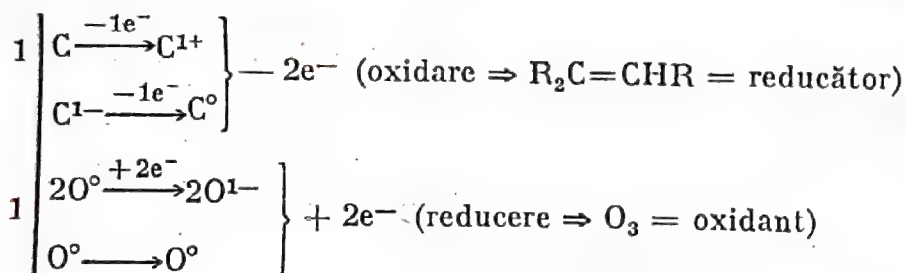 1 | C —−1e⁻→ C¹⁺ } — 2e⁻ (oxidare ⇒ R₂C=CHR = reducător)
C¹⁻ —−1e⁻→ C°
1 | 2O° —+2e⁻→ 2O¹⁻ } + 2e⁻ (reducere ⇒ O₃ = oxidant)
O° ⟶ O°